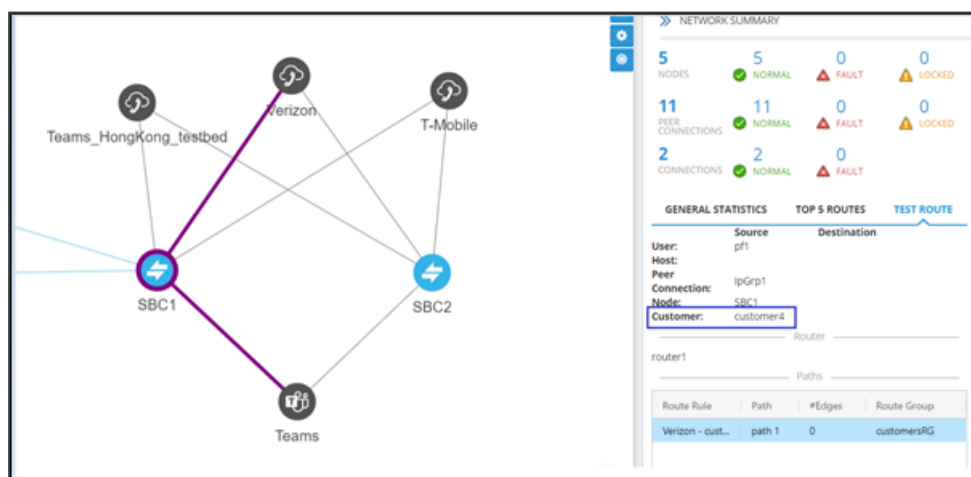 NETWORK SUMMARY
5 5 0 0
NODES NORMAL FAULT LOCKED
11 11 0 0
PEER CONNECTIONS NORMAL FAULT LOCKED
2 2 0
CONNECTIONS NORMAL FAULT
GENERAL STATISTICS TOP 5 ROUTES TEST ROUTE
Source Destination
User: pf1
Host:
Peer
Connection: IpGrp1
Node: SBC1
Customer: customer4
Router
router1
Paths
Route Rule Path #Edges Route Group
Verizon - cust... path 1 0 customersRG
Teams_HongKong_testbed
Verizon
T-Mobile
SBC1
SBC2
Teams